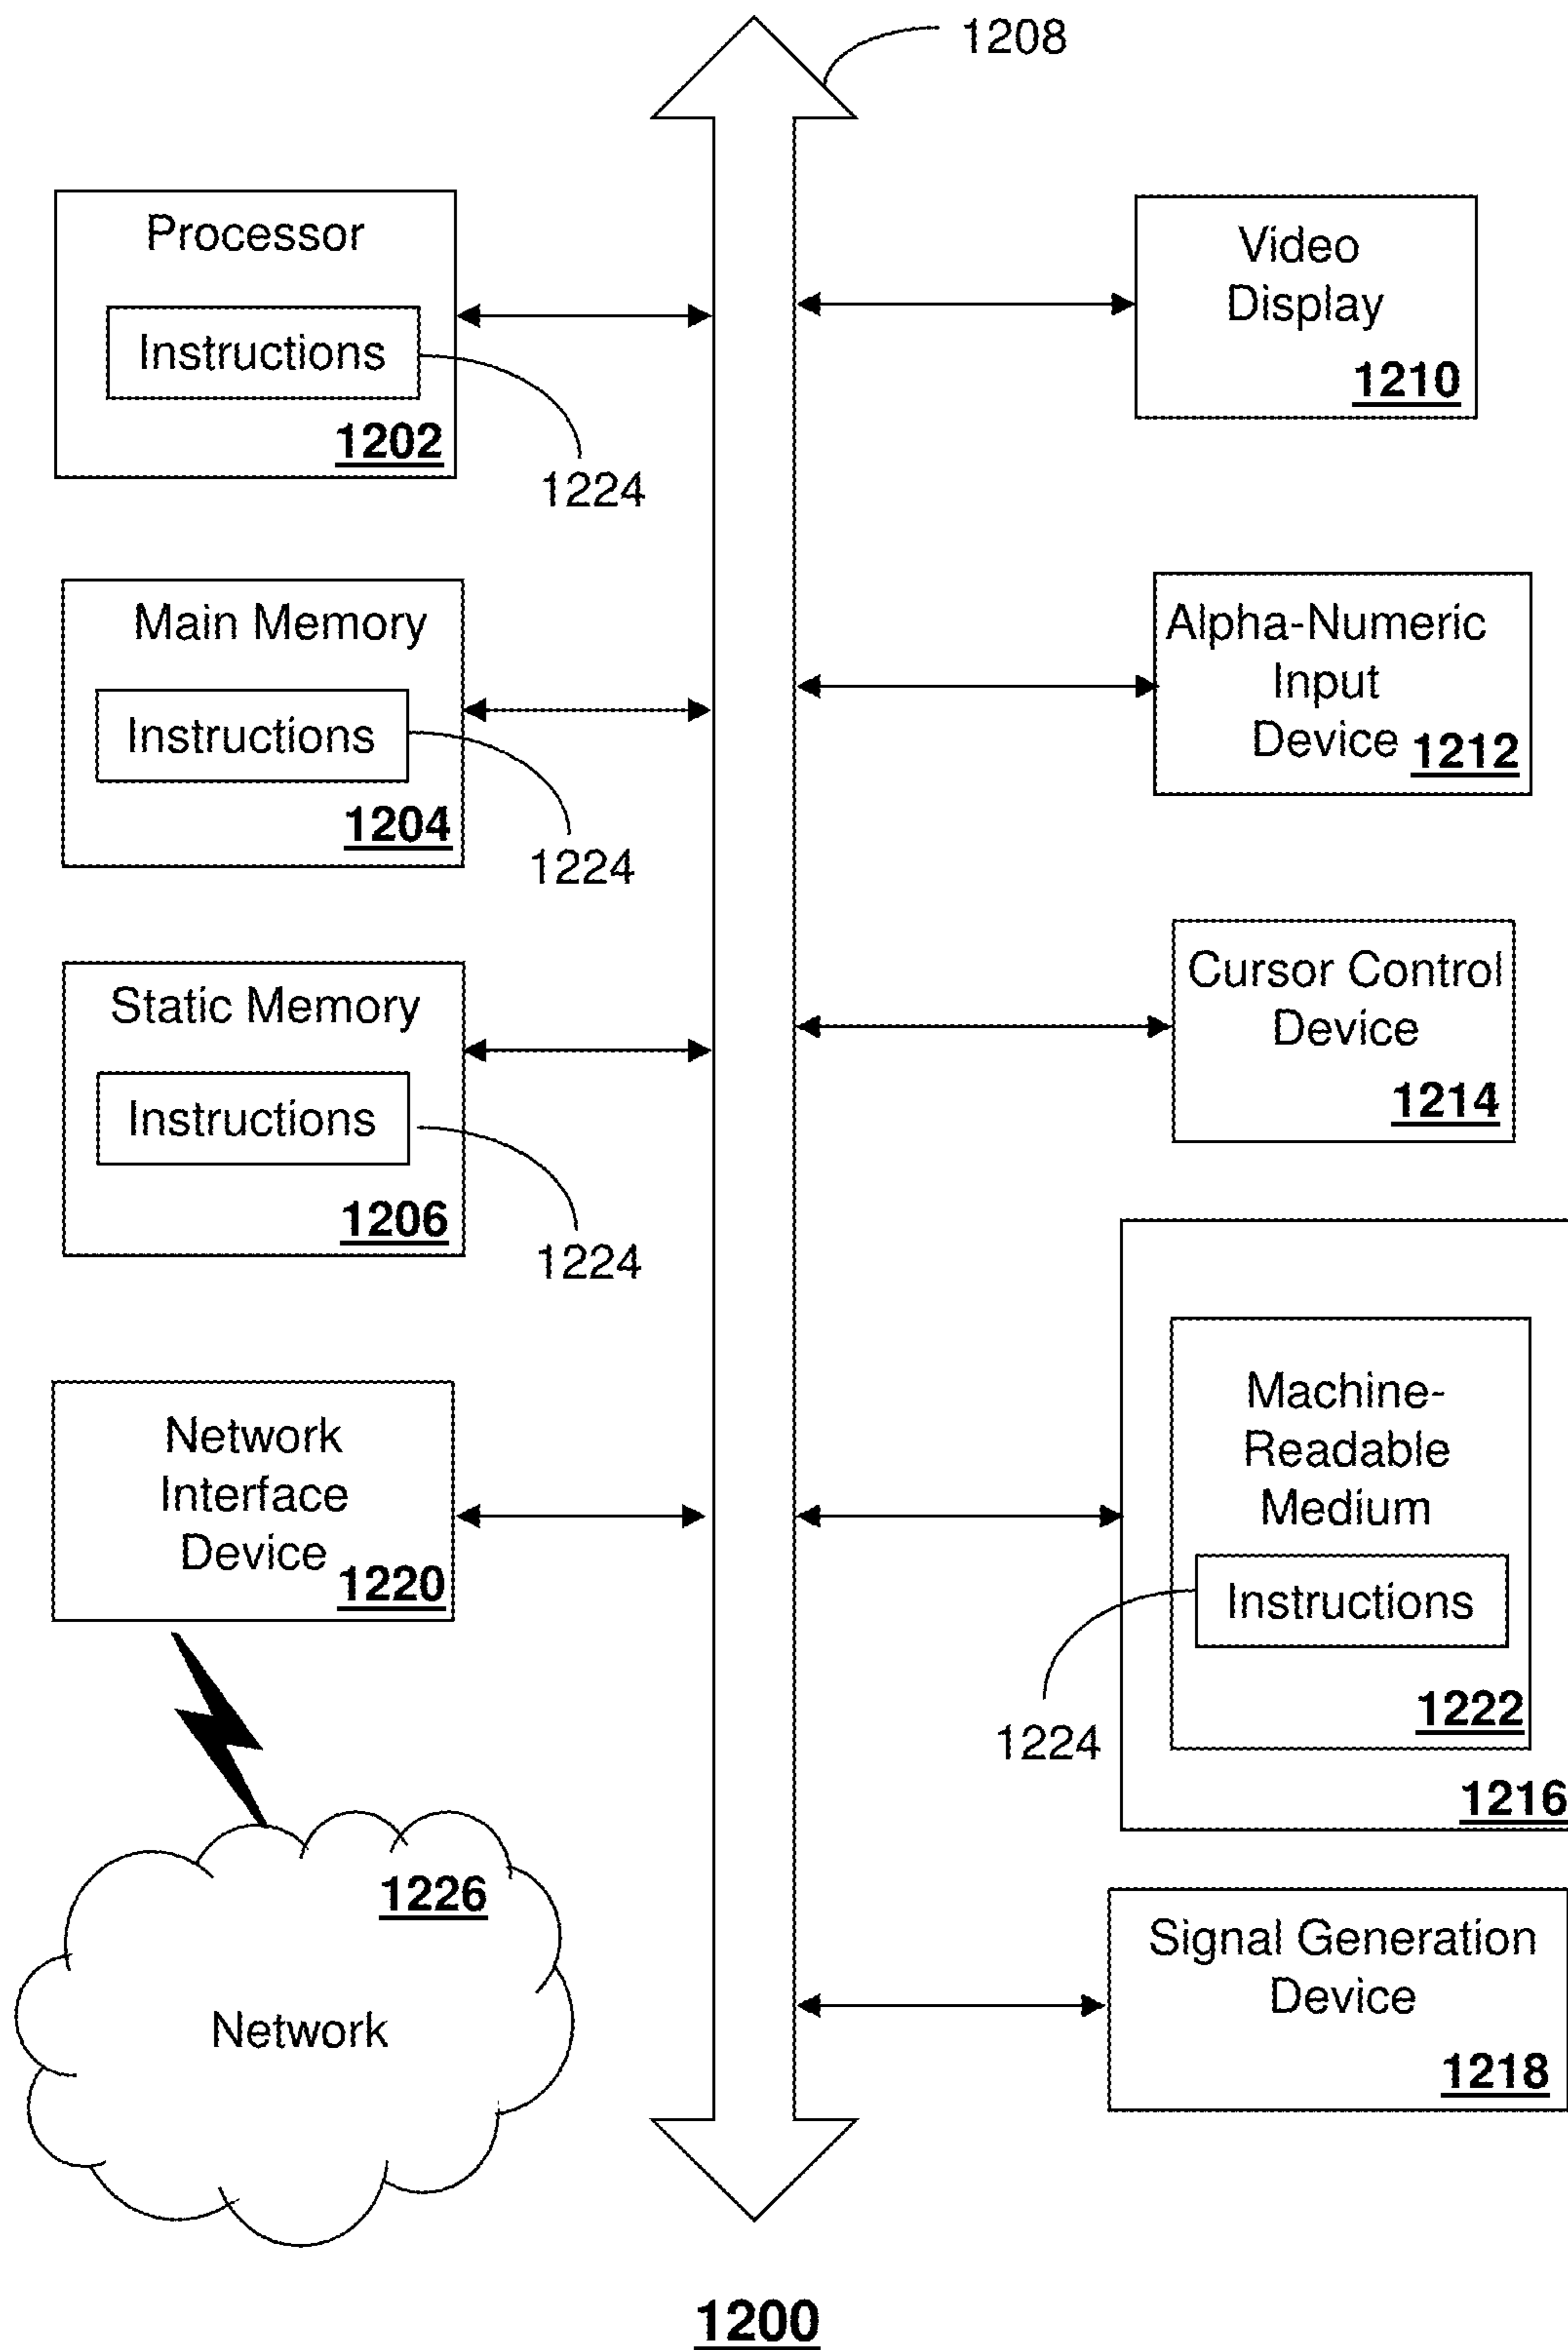 1208
Processor
Instructions
1202
1224
Main Memory
Instructions
1204
1224
Static Memory
Instructions
1206
1224
Network
Interface
Device
1220
1226
Network
Video
Display
1210
Alpha-Numeric
Input
Device 1212
Cursor Control
Device
1214
Machine-
Readable
Medium
Instructions
1222
1224
1216
Signal Generation
Device
1218
1200